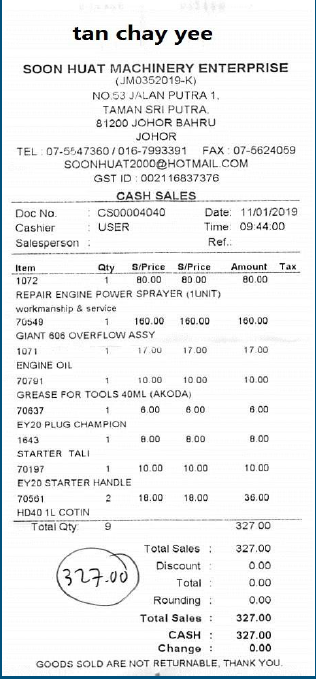 tan chay yee
SOON HUAT MACHINERY ENTERPRISE
(JM0352019-K)
NO.53 JALAN PUTRA 1,
TAMAN SRI PUTRA,
81200 JOHOR BAHRU
JOHOR
TEL : 07-5547360 / 016-7993391 FAX : 07-5624059
SOONHUAT2000@HOTMAIL.COM
GST ID : 002116837376
CASH SALES
Doc No. : CS00004040 Date: 11/01/2019
Cashier : USER Time: 09:44:00
Salesperson : Ref.:
Item Qty S/Price S/Price Amount Tax
1072 1 80.00 80.00 80.00
REPAIR ENGINE POWER SPRAYER (1UNIT)
workmanship & service
70549 1 160.00 160.00 160.00
GIANT 606 OVERFLOW ASSY
1071 1 17.00 17.00 17.00
ENGINE OIL
70791 1 10.00 10.00 10.00
GREASE FOR TOOLS 40ML (AKODA)
70637 1 6.00 6.00 6.00
EY20 PLUG CHAMPION
1643 1 8.00 8.00 8.00
STARTER TALI
70197 1 10.00 10.00 10.00
EY20 STARTER HANDLE
70561 2 18.00 18.00 36.00
HD40 1L COTIN
Total Qty: 9 327.00
Total Sales : 327.00
Discount : 0.00
327.00
Total : 0.00
Rounding : 0.00
Total Sales : 327.00
CASH : 327.00
Change : 0.00
GOODS SOLD ARE NOT RETURNABLE, THANK YOU.